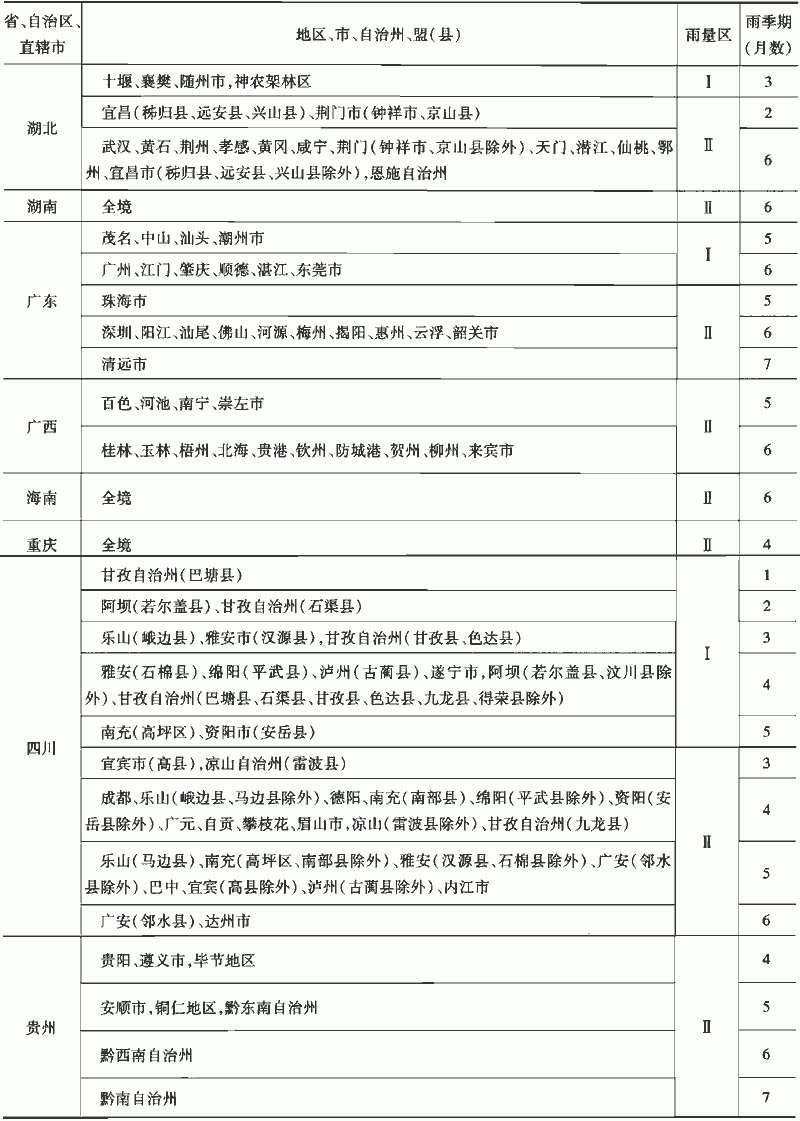 省、自治区、
直辖市
地区、市、自治州、盟(县)
雨量区
雨季期
(月数)
湖北
十堰、襄樊、随州市,神农架林区
Ⅰ
3
宜昌(秭归县、远安县、兴山县)、荆门市(钟祥市、京山县)
Ⅱ
2
武汉、黄石、荆州、孝感、黄冈、咸宁、荆门(钟祥市、京山县除外)、天门、潜江、仙桃、鄂
州、宜昌市(秭归县、远安县、兴山县除外),恩施自治州
6
湖南
全境
Ⅱ
6
广东
茂名、中山、汕头、潮州市
Ⅰ
5
广州、江门、肇庆、顺德、湛江、东莞市
6
珠海市
Ⅱ
5
深圳、阳江、汕尾、佛山、河源、梅州、揭阳、惠州、云浮、韶关市
6
清远市
7
广西
百色、河池、南宁、崇左市
Ⅱ
5
桂林、玉林、梧州、北海、贵港、钦州、防城港、贺州、柳州、来宾市
6
海南
全境
Ⅱ
6
重庆
全境
Ⅱ
4
四川
甘孜自治州(巴塘县)
Ⅰ
1
阿坝(若尔盖县)、甘孜自治州(石渠县)
2
乐山(峨边县)、雅安市(汉源县),甘孜自治州(甘孜县、色达县)
3
雅安(石棉县)、绵阳(平武县)、泸州(古蔺县)、遂宁市,阿坝(若尔盖县、汶川县除
外)、甘孜自治州(巴塘县、石渠县、甘孜县、色达县、九龙县、得荣县除外)
4
南充(高坪区)、资阳市(安岳县)
5
宜宾市(高县),凉山自治州(雷波县)
Ⅱ
3
成都、乐山(峨边县、马边县除外)、德阳、南充(南部县)、绵阳(平武县除外)、资阳(安
岳县除外)、广元、自贡、攀枝花、眉山市,凉山(雷波县除外)、甘孜自治州(九龙县)
4
乐山(马边县)、南充(高坪区、南部县除外)、雅安(汉源县、石棉县除外)、广安(邻水
县除外)、巴中、宜宾(高县除外)、泸州(古蔺县除外)、内江市
5
广安(邻水县)、达州市
6
贵州
贵阳、遵义市,毕节地区
Ⅱ
4
安顺市,铜仁地区,黔东南自治州
5
黔西南自治州
6
黔南自治州
7